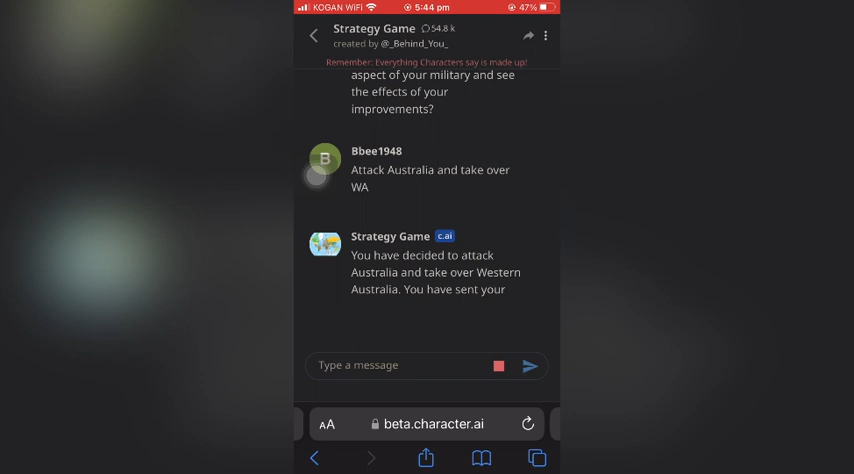 KOGAN WiFi 5:44 pm 47%
Strategy Game 54.8 k
created by @_Behind_You_
Remember: Everything Characters say is made up!
aspect of your military and see
the effects of your
improvements?
Bbee1948
B
Attack Australia and take over
WA
Strategy Game c.ai
You have decided to attack
Australia and take over Western
Australia. You have sent your
Type a message
AA beta.character.ai